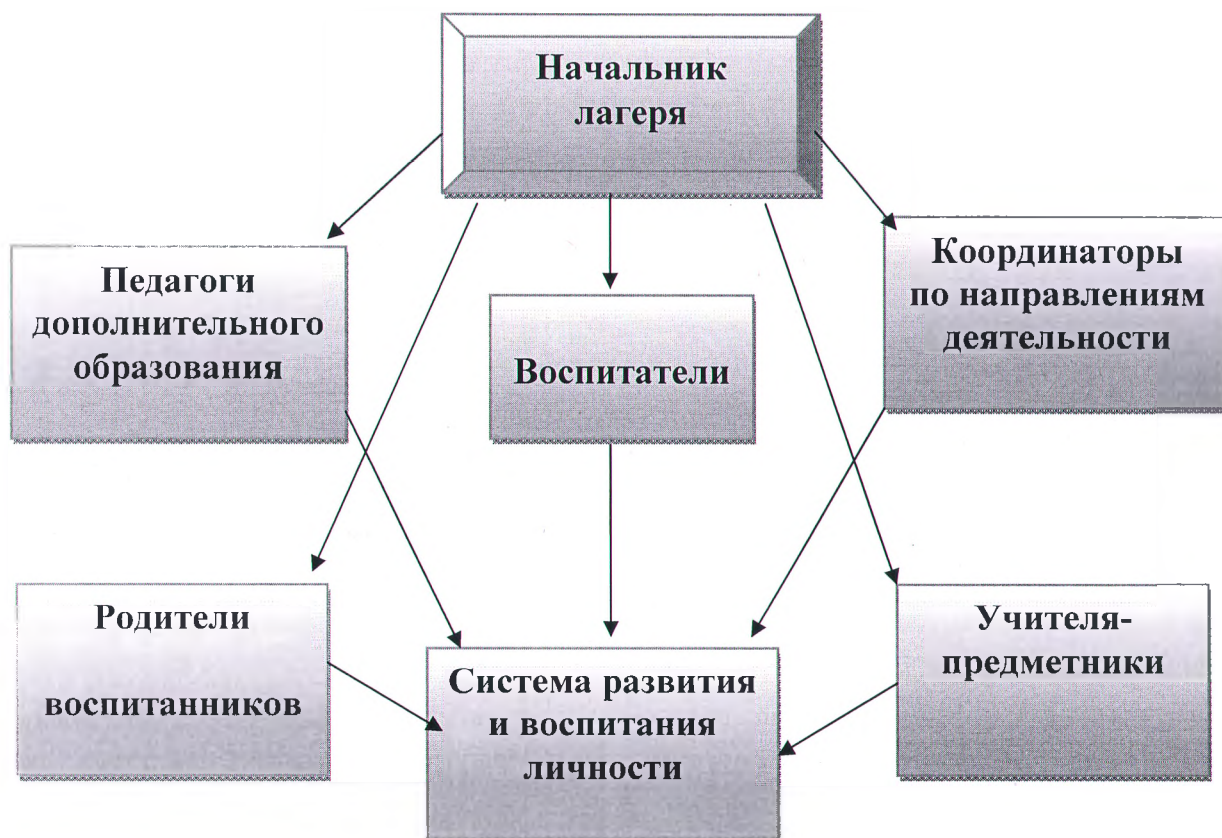 Начальник
лагеря
Педагоги
дополнительного
образования
Воспитатели
Координаторы
по направлениям
деятельности
Родители
воспитанников
Система развития
и воспитания
личности
Учителя-
предметники